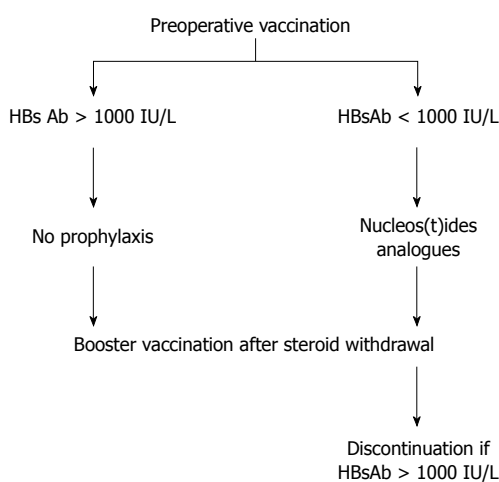 Preoperative vaccination
HBs Ab > 1000 IU/L
HBsAb < 1000 IU/L
No prophylaxis
Nucleos(t)ides
analogues
Booster vaccination after steroid withdrawal
Discontinuation if
HBsAb > 1000 IU/L